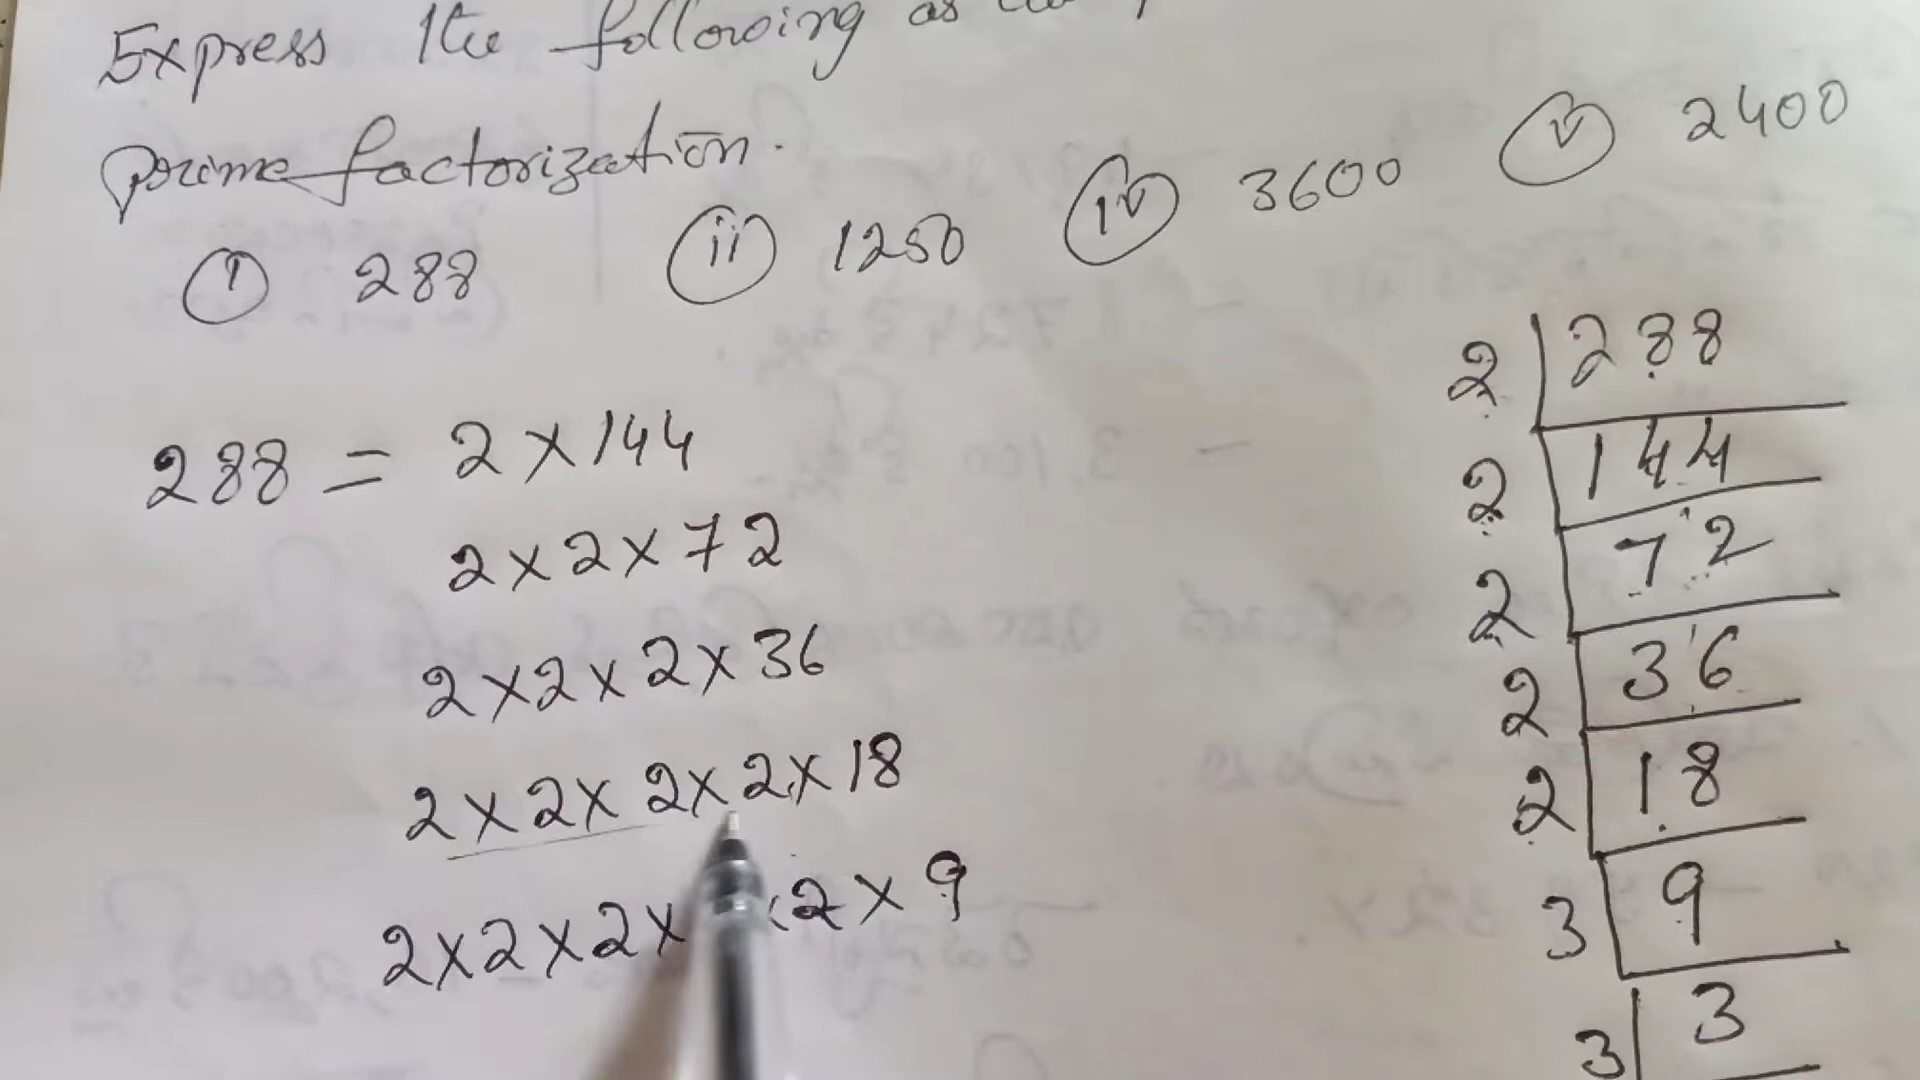 Express the following as
prime factorization.
i 288 ii 1250 iv 3600 v 2400
288 = 2 × 144
2 × 2 × 72
2 × 2 × 2 × 36
2 × 2 × 2 × 2 × 18
2 × 2 × 2 × × 2 × 9
2 | 288
2 | 144
2 | 72
2 | 36
2 | 18
3 | 9
3 | 3